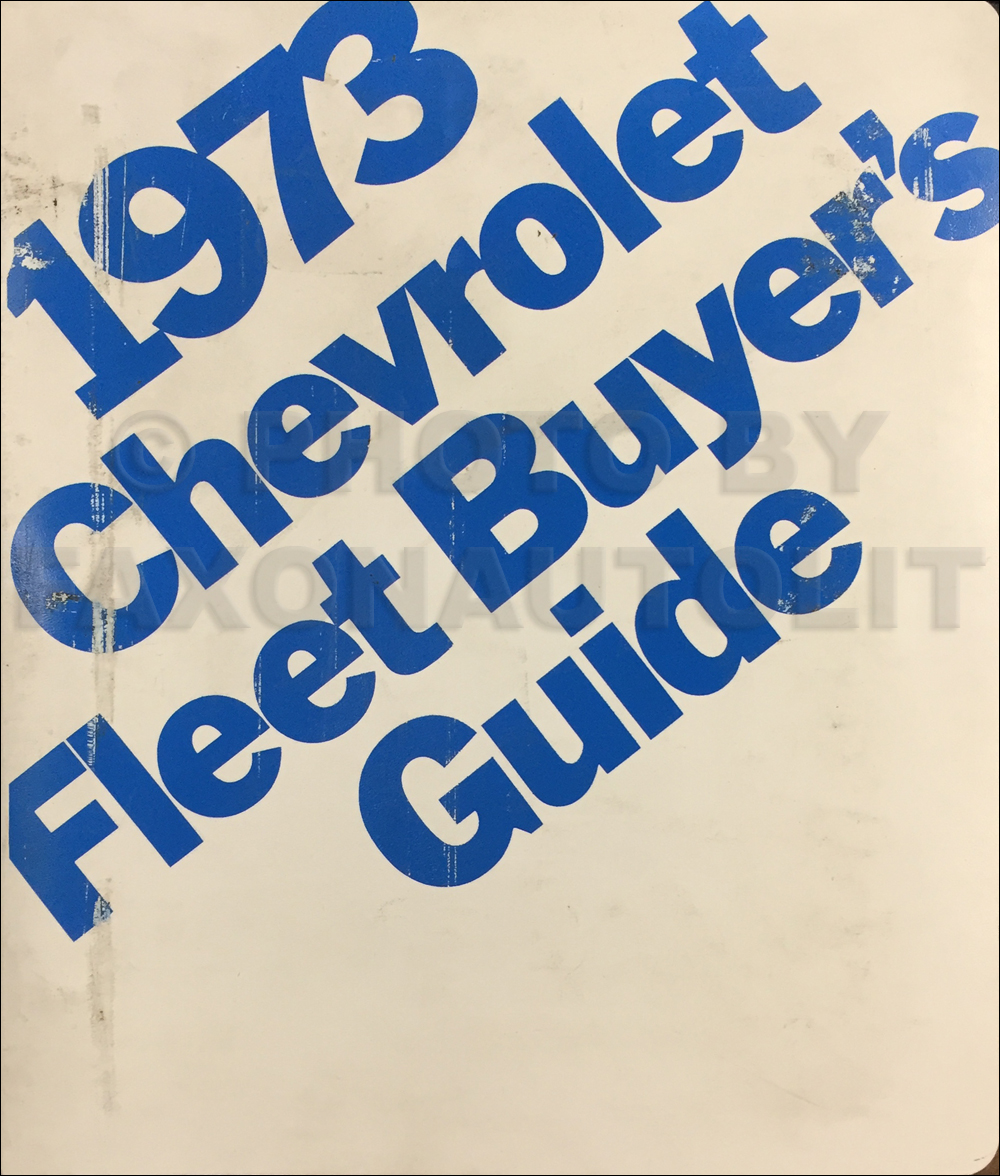 1973
Chevrolet
Fleet Buyer's
Guide
© PHOTO BY
FAXONAUTOLIT